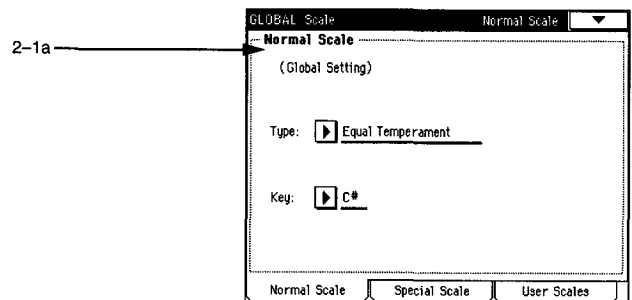 GLOBAL Scale Normal Scale
2-1a
Normal Scale
(Global Setting)
Type: Equal Temperament
Key: C#
Normal Scale Special Scale User Scales